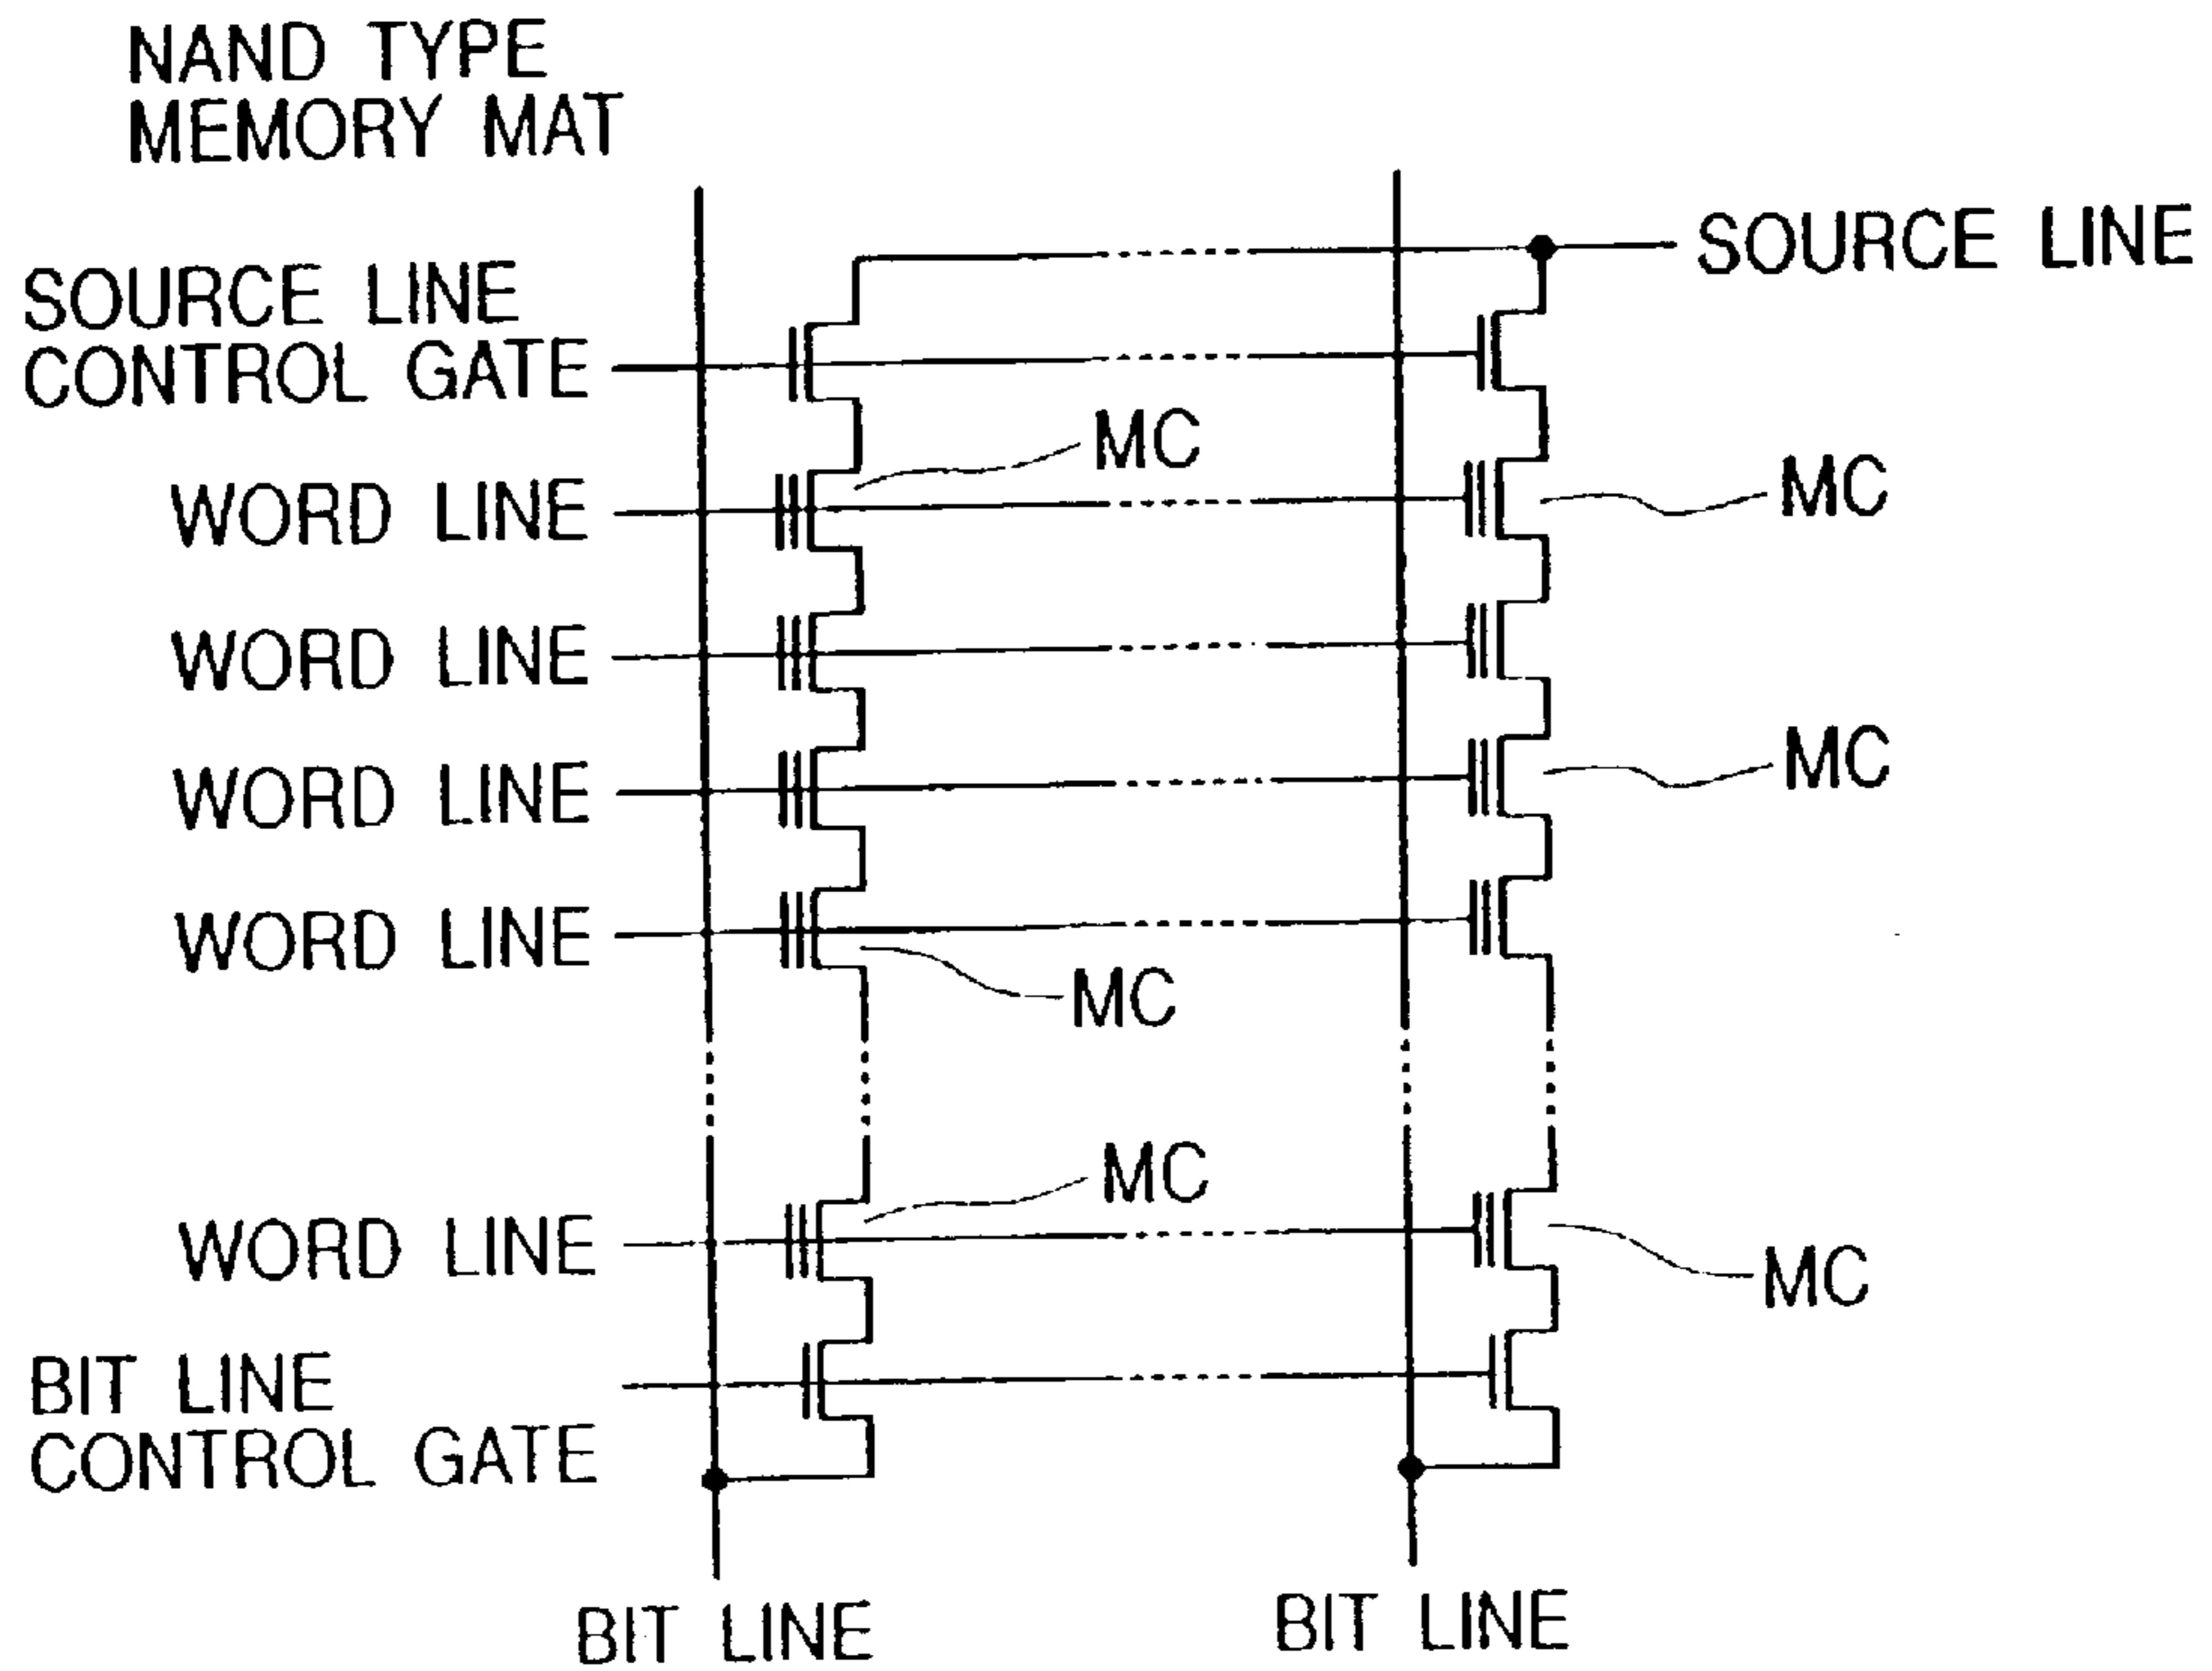 NAND TYPE
MEMORY MAT
SOURCE LINE
SOURCE LINE
CONTROL GATE
MC
WORD LINE
MC
WORD LINE
MC
WORD LINE
WORD LINE
MC
MC
WORD LINE
MC
BIT LINE
CONTROL GATE
BIT LINE
BIT LINE